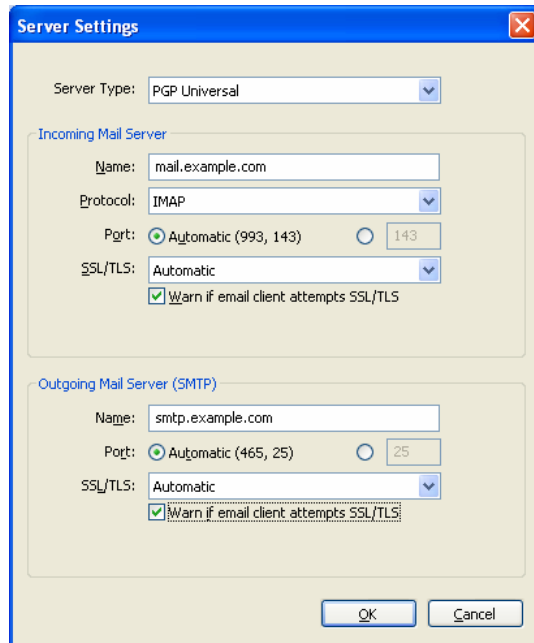 Server Settings
Server Type: PGP Universal
Incoming Mail Server
Name: mail.example.com
Protocol: IMAP
Port: Automatic (993, 143) 143
SSL/TLS: Automatic
Warn if email client attempts SSL/TLS
Outgoing Mail Server (SMTP)
Name: smtp.example.com
Port: Automatic (465, 25) 25
SSL/TLS: Automatic
Warn if email client attempts SSL/TLS
OK Cancel